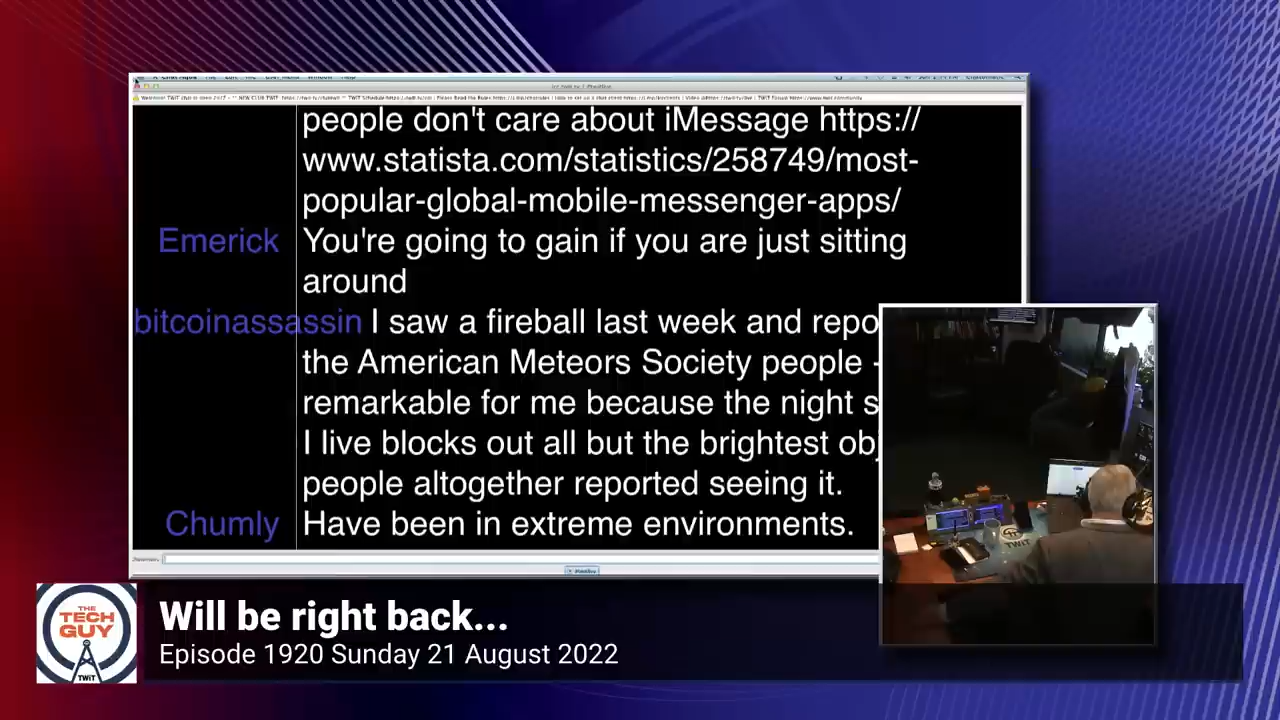 people don't care about iMessage https://
www.statista.com/statistics/258749/most-
popular-global-mobile-messenger-apps/
Emerick You're going to gain if you are just sitting
around
bitcoinassassin I saw a fireball last week and repo
the American Meteors Society people -
remarkable for me because the night s
I live blocks out all but the brightest obj
people altogether reported seeing it.
Chumly Have been in extreme environments.
TWiT
THE
TECH
GUY
TWiT
Will be right back...
Episode 1920 Sunday 21 August 2022